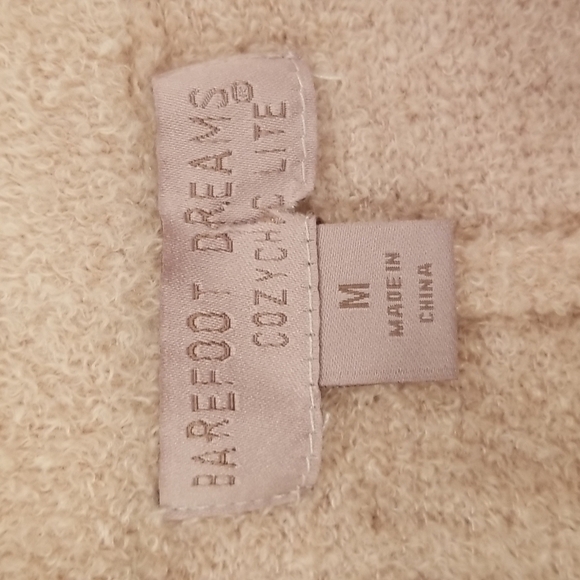 BAREFOOT DREAMS®
COZYCHIC LITE
M
MADE IN
CHINA